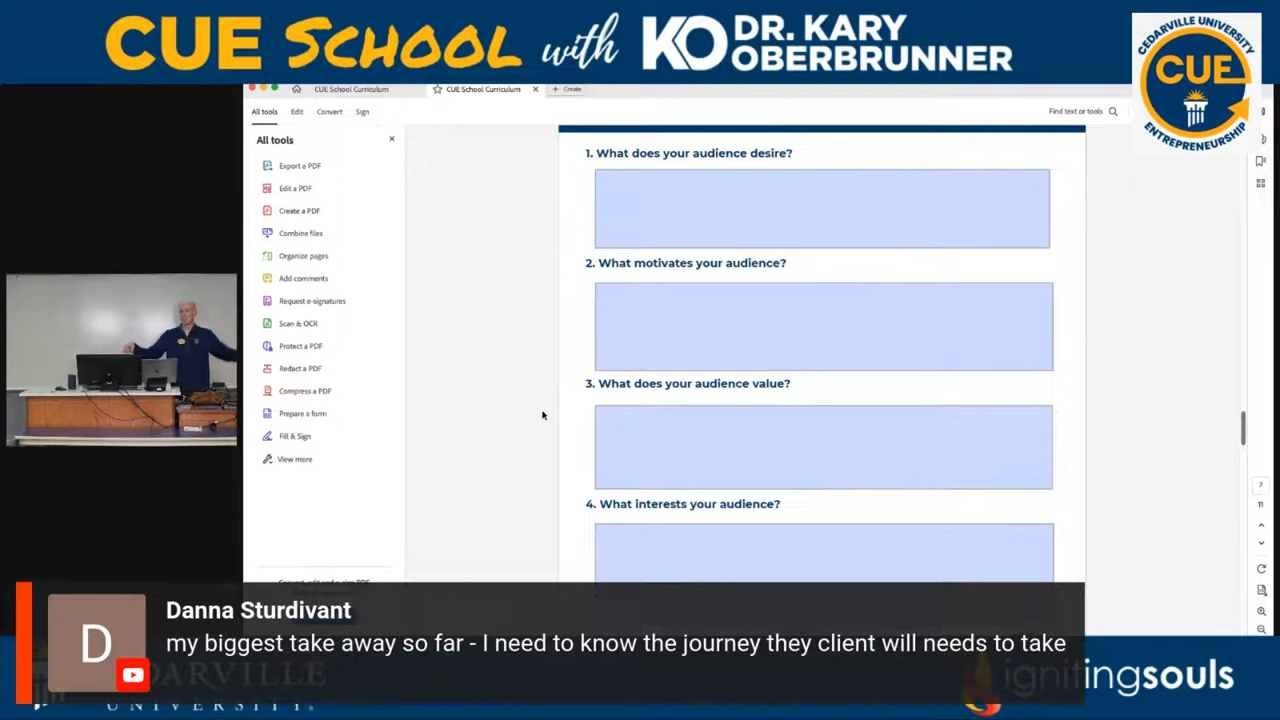 CUE SCHOOL with KO DR. KARY
OBERBRUNNER
CEDARVILLE UNIVERSITY
CUE
ENTREPRENEURSHIP
CUE School Curriculum
CUE School Curriculum
Create
All tools Edit Convert Sign
Find text or tools
All tools
Export a PDF
Edit a PDF
Create a PDF
Combine files
Organize pages
Add comments
Request e-signatures
Scan & OCR
Protect a PDF
Redact a PDF
Compress a PDF
Prepare a form
Fill & Sign
View more
1. What does your audience desire?
2. What motivates your audience?
3. What does your audience value?
4. What interests your audience?
7
11
D
Danna Sturdivant
my biggest take away so far - I need to know the journey they client will needs to take
UNIVERSITY.
ignitingsouls